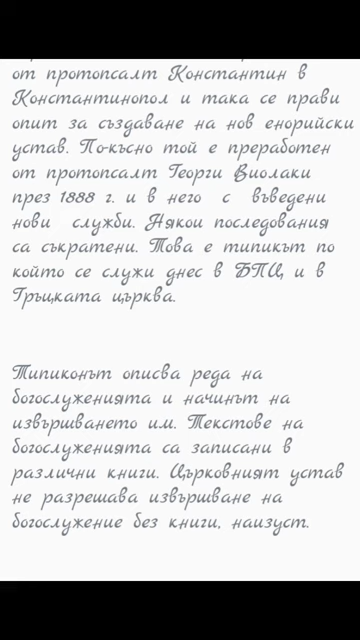 от протопсалт Константин в
Константинопол и така се прави
опит за създаване на нов енорийски
устав. По-късно той е преработен
от протопсалт Георги Виолаки
през 1888 г. и в него с въведени
нови служби. Някои последования
са съкратени. Това е типикът по
който се служи днес в БПЦ и в
Гръцката църква.
Типиконът описва реда на
богослуженията и начинът на
извършването им. Текстове на
богослуженията са записани в
различни книги. Църковният устав
не разрешава извършване на
богослужение без книги, наизуст.